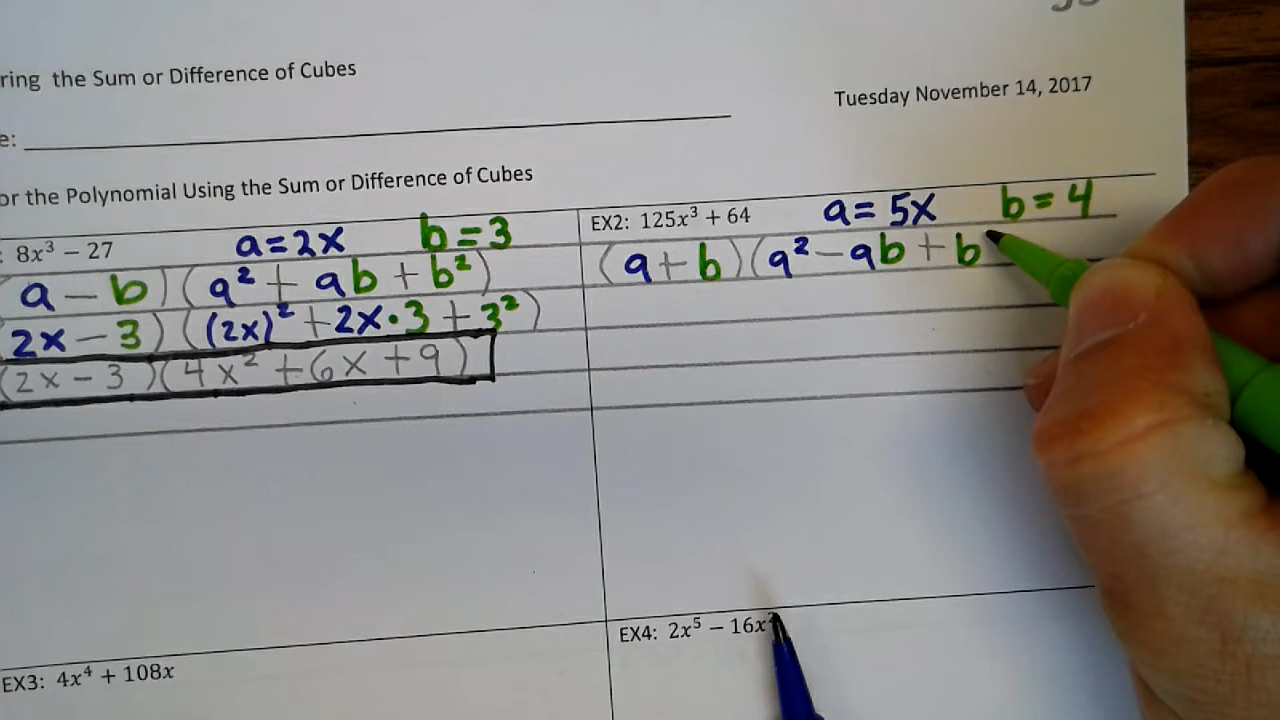 ring the Sum or Difference of Cubes
Tuesday November 14, 2017
e:
or the Polynomial Using the Sum or Difference of Cubes
: 8x³ − 27 a = 2x b = 3
a − b) (a² + ab + b²)
2x − 3) ((2x)² + 2x · 3 + 3²)
(2x − 3)(4x² + 6x + 9)
EX2: 125x³ + 64 a = 5x b = 4
(a + b)(a² − ab + b
EX3: 4x⁴ + 108x
EX4: 2x⁵ − 16x